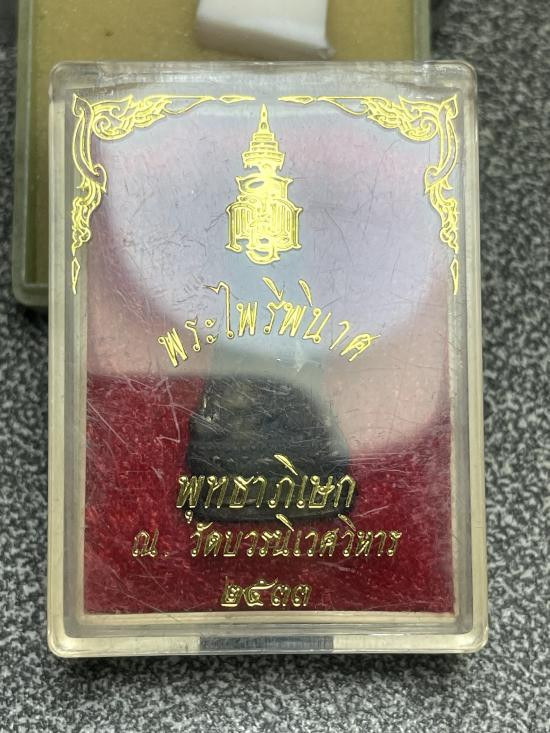 พระไพรีพินาศ
พุทธาภิเษก
ณ. วัดบวรนิเวศวิหาร
๒๕๓๓